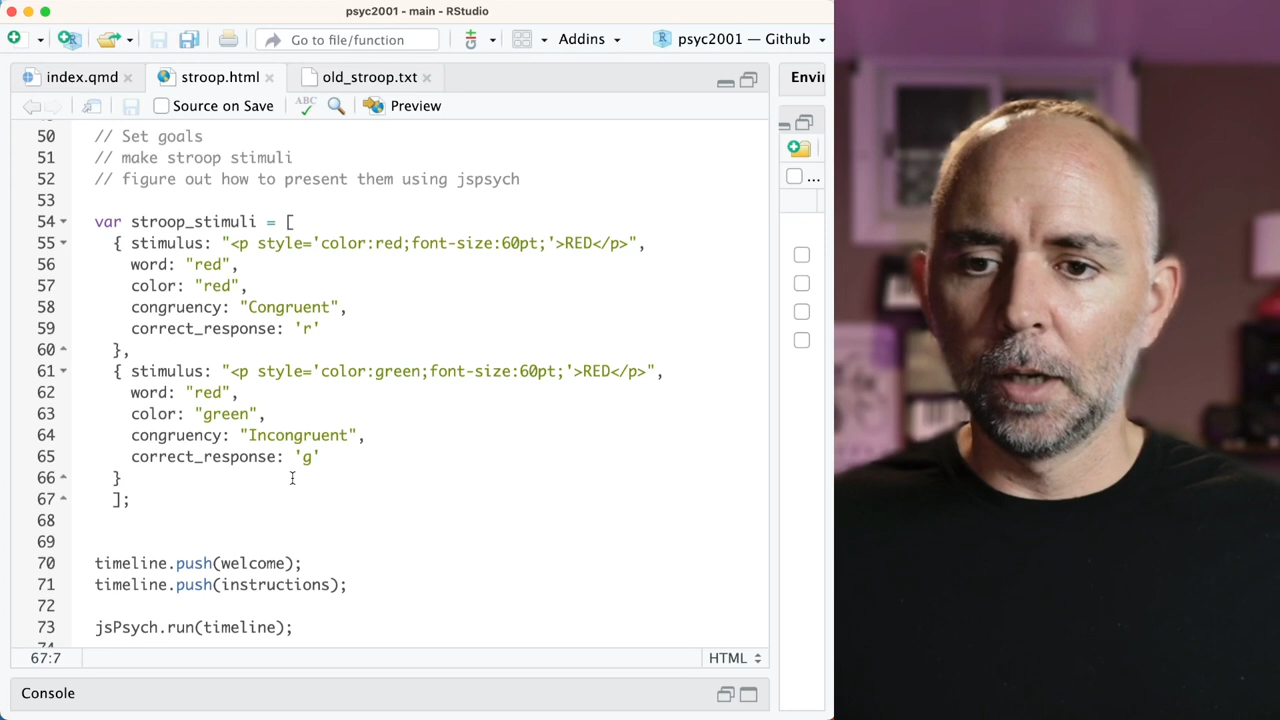 psyc2001 - main - RStudio
Go to file/function
Addins
psyc2001 — Github
index.qmd
stroop.html
old_stroop.txt
Envir
Source on Save
ABC
Preview
...
50 // Set goals
51 // make stroop stimuli
52 // figure out how to present them using jspsych
53
54 var stroop_stimuli = [
55 { stimulus: "<p style='color:red;font-size:60pt;'>RED</p>",
56 word: "red",
57 color: "red",
58 congruency: "Congruent",
59 correct_response: 'r'
60 },
61 { stimulus: "<p style='color:green;font-size:60pt;'>RED</p>",
62 word: "red",
63 color: "green",
64 congruency: "Incongruent",
65 correct_response: 'g'
66 }
67 ];
68
69
70 timeline.push(welcome);
71 timeline.push(instructions);
72
73 jsPsych.run(timeline);
67:7
HTML
Console